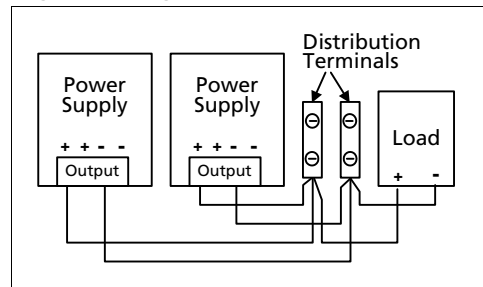 Distribution
Terminals
Power
Supply
+ + - -
Output
Power
Supply
+ + - -
Output
Load
+ -